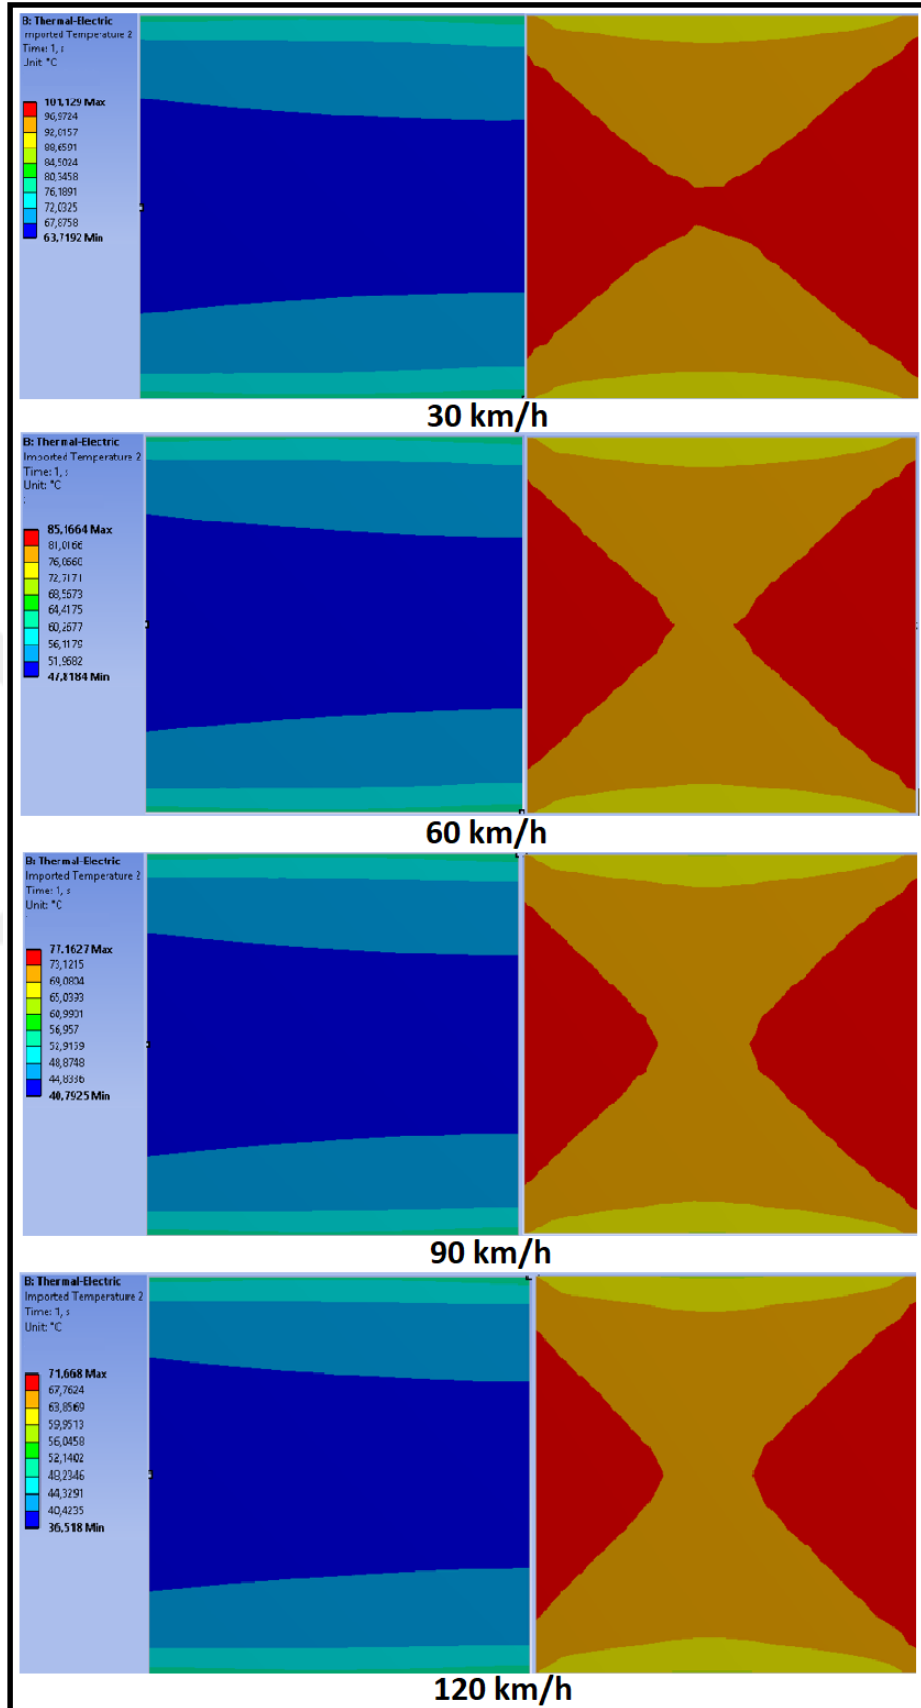 B: Thermal-Electric
Imported Temperature 2
Time: 1, s
Unit: °C
101,129 Max
96,9724
92,8157
88,6591
84,5024
80,3458
76,1891
72,0325
67,8758
63,7192 Min
30 km/h
B: Thermal-Electric
Imported Temperature 2
Time: 1, s
Unit: °C
85,1664 Max
81,0166
76,8668
72,7171
68,5673
64,4175
60,2677
56,1179
51,9682
47,8184 Min
60 km/h
B: Thermal-Electric
Imported Temperature 2
Time: 1, s
Unit: °C
77,1627 Max
73,1215
69,0804
65,0393
60,9981
56,957
52,9159
48,8748
44,8336
40,7925 Min
90 km/h
B: Thermal-Electric
Imported Temperature 2
Time: 1, s
Unit: °C
71,668 Max
67,7624
63,8569
59,9513
56,0458
52,1402
48,2346
44,3291
40,4235
36,518 Min
120 km/h